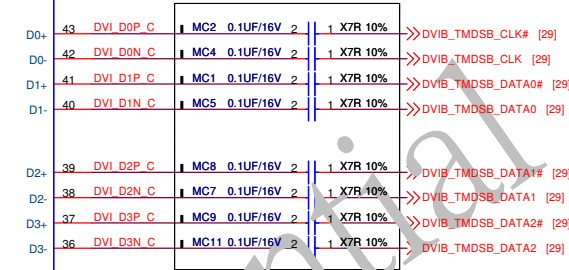 D0+ 43 DVI_D0P_C MC2 0.1UF/16V 2 1 X7R 10% DVIB_TMDSB_CLK# [29]
D0- 42 DVI_D0N_C MC4 0.1UF/16V 2 1 X7R 10% DVIB_TMDSB_CLK [29]
D1+ 41 DVI_D1P_C MC1 0.1UF/16V 2 1 X7R 10% DVIB_TMDSB_DATA0# [29]
D1- 40 DVI_D1N_C MC5 0.1UF/16V 2 1 X7R 10% DVIB_TMDSB_DATA0 [29]
D2+ 39 DVI_D2P_C MC8 0.1UF/16V 2 1 X7R 10% DVIB_TMDSB_DATA1# [29]
D2- 38 DVI_D2N_C MC7 0.1UF/16V 2 1 X7R 10% DVIB_TMDSB_DATA1 [29]
D3+ 37 DVI_D3P_C MC9 0.1UF/16V 2 1 X7R 10% DVIB_TMDSB_DATA2# [29]
D3- 36 DVI_D3N_C MC11 0.1UF/16V 2 1 X7R 10% DVIB_TMDSB_DATA2 [29]
ntial